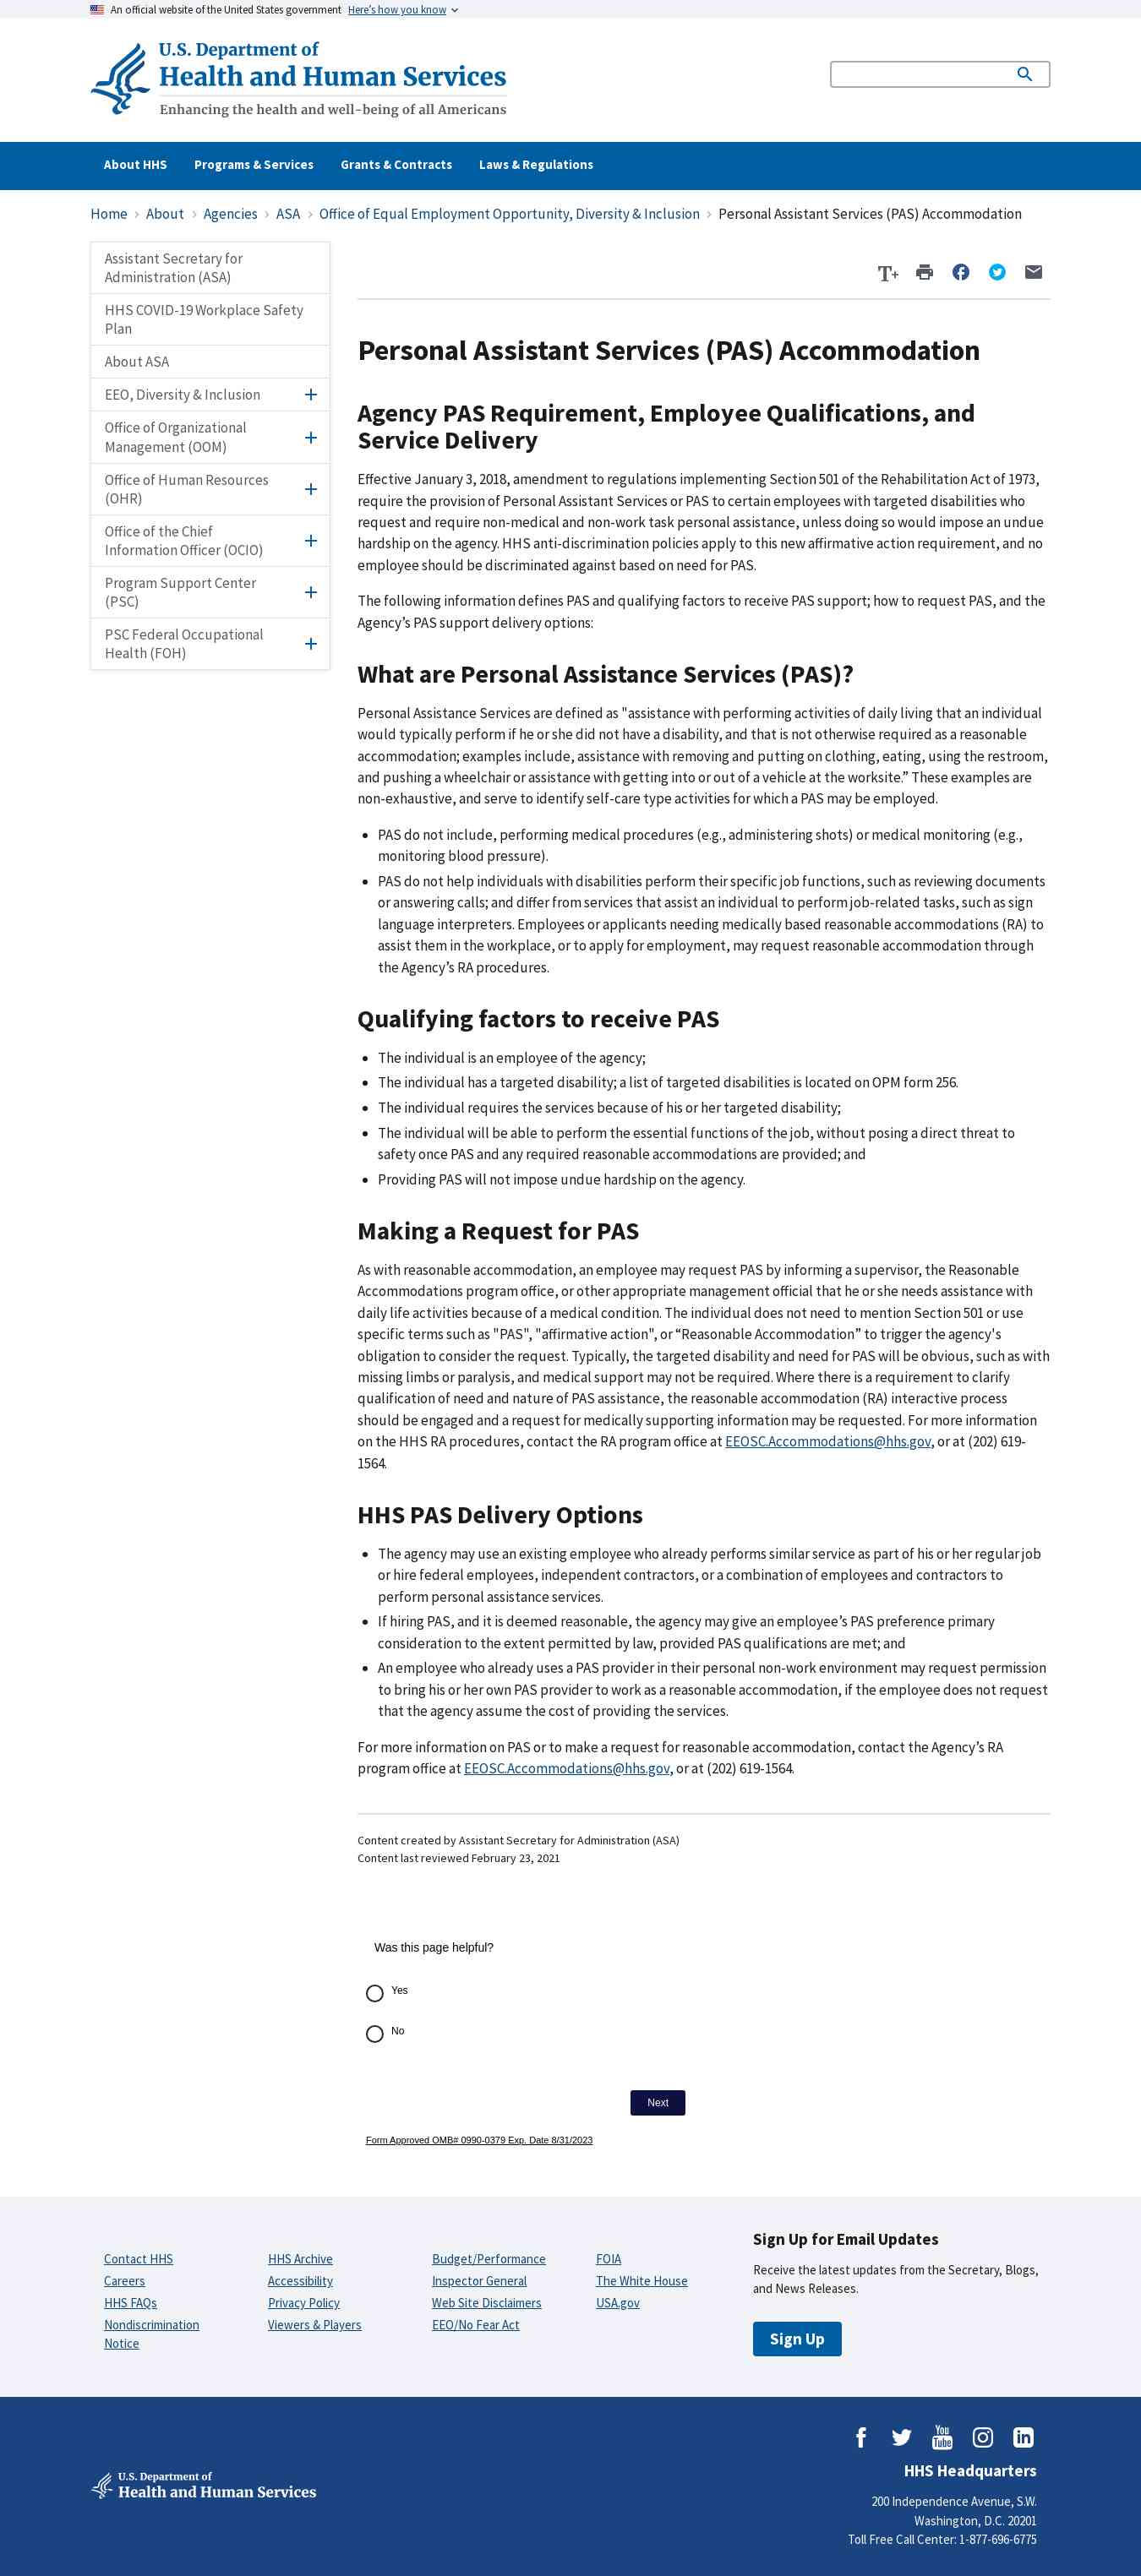 An official website of the United States government Here's how you know
U.S. Department of
Health and Human Services
Enhancing the health and well-being of all Americans
About HHS Programs & Services Grants & Contracts Laws & Regulations
Home About Agencies ASA Office of Equal Employment Opportunity, Diversity & Inclusion Personal Assistant Services (PAS) Accommodation
Assistant Secretary for
Administration (ASA)
HHS COVID-19 Workplace Safety
Plan
About ASA
EEO, Diversity & Inclusion
Office of Organizational
Management (OOM)
Office of Human Resources
(OHR)
Office of the Chief
Information Officer (OCIO)
Program Support Center
(PSC)
PSC Federal Occupational
Health (FOH)
T+
Personal Assistant Services (PAS) Accommodation
Agency PAS Requirement, Employee Qualifications, and
Service Delivery
Effective January 3, 2018, amendment to regulations implementing Section 501 of the Rehabilitation Act of 1973,
require the provision of Personal Assistant Services or PAS to certain employees with targeted disabilities who
request and require non-medical and non-work task personal assistance, unless doing so would impose an undue
hardship on the agency. HHS anti-discrimination policies apply to this new affirmative action requirement, and no
employee should be discriminated against based on need for PAS.
The following information defines PAS and qualifying factors to receive PAS support; how to request PAS, and the
Agency’s PAS support delivery options:
What are Personal Assistance Services (PAS)?
Personal Assistance Services are defined as "assistance with performing activities of daily living that an individual
would typically perform if he or she did not have a disability, and that is not otherwise required as a reasonable
accommodation; examples include, assistance with removing and putting on clothing, eating, using the restroom,
and pushing a wheelchair or assistance with getting into or out of a vehicle at the worksite.” These examples are
non-exhaustive, and serve to identify self-care type activities for which a PAS may be employed.
• PAS do not include, performing medical procedures (e.g., administering shots) or medical monitoring (e.g.,
monitoring blood pressure).
• PAS do not help individuals with disabilities perform their specific job functions, such as reviewing documents
or answering calls; and differ from services that assist an individual to perform job-related tasks, such as sign
language interpreters. Employees or applicants needing medically based reasonable accommodations (RA) to
assist them in the workplace, or to apply for employment, may request reasonable accommodation through
the Agency’s RA procedures.
Qualifying factors to receive PAS
• The individual is an employee of the agency;
• The individual has a targeted disability; a list of targeted disabilities is located on OPM form 256.
• The individual requires the services because of his or her targeted disability;
• The individual will be able to perform the essential functions of the job, without posing a direct threat to
safety once PAS and any required reasonable accommodations are provided; and
• Providing PAS will not impose undue hardship on the agency.
Making a Request for PAS
As with reasonable accommodation, an employee may request PAS by informing a supervisor, the Reasonable
Accommodations program office, or other appropriate management official that he or she needs assistance with
daily life activities because of a medical condition. The individual does not need to mention Section 501 or use
specific terms such as "PAS", "affirmative action", or “Reasonable Accommodation” to trigger the agency's
obligation to consider the request. Typically, the targeted disability and need for PAS will be obvious, such as with
missing limbs or paralysis, and medical support may not be required. Where there is a requirement to clarify
qualification of need and nature of PAS assistance, the reasonable accommodation (RA) interactive process
should be engaged and a request for medically supporting information may be requested. For more information
on the HHS RA procedures, contact the RA program office at EEOSC.Accommodations@hhs.gov, or at (202) 619-
1564.
HHS PAS Delivery Options
• The agency may use an existing employee who already performs similar service as part of his or her regular job
or hire federal employees, independent contractors, or a combination of employees and contractors to
perform personal assistance services.
• If hiring PAS, and it is deemed reasonable, the agency may give an employee’s PAS preference primary
consideration to the extent permitted by law, provided PAS qualifications are met; and
• An employee who already uses a PAS provider in their personal non-work environment may request permission
to bring his or her own PAS provider to work as a reasonable accommodation, if the employee does not request
that the agency assume the cost of providing the services.
For more information on PAS or to make a request for reasonable accommodation, contact the Agency’s RA
program office at EEOSC.Accommodations@hhs.gov, or at (202) 619-1564.
Content created by Assistant Secretary for Administration (ASA)
Content last reviewed February 23, 2021
Was this page helpful?
Yes
No
Next
Form Approved OMB# 0990-0379 Exp. Date 8/31/2023
Contact HHS
Careers
HHS FAQs
Nondiscrimination
Notice
HHS Archive
Accessibility
Privacy Policy
Viewers & Players
Budget/Performance
Inspector General
Web Site Disclaimers
EEO/No Fear Act
FOIA
The White House
USA.gov
Sign Up for Email Updates
Receive the latest updates from the Secretary, Blogs,
and News Releases.
Sign Up
You
Tube
U.S. Department of
Health and Human Services
HHS Headquarters
200 Independence Avenue, S.W.
Washington, D.C. 20201
Toll Free Call Center: 1-877-696-6775